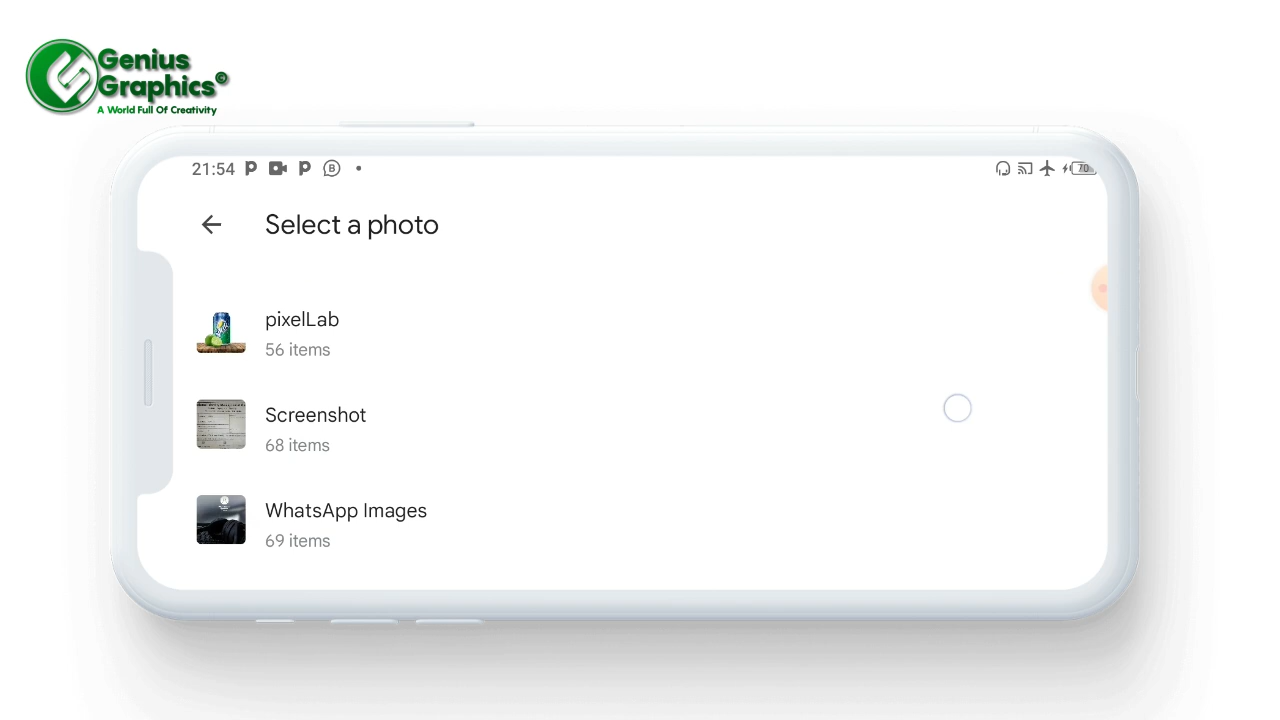 Genius
Graphics©
A World Full Of Creativity
21:54
70
Select a photo
pixelLab
56 items
Screenshot
68 items
WhatsApp Images
69 items